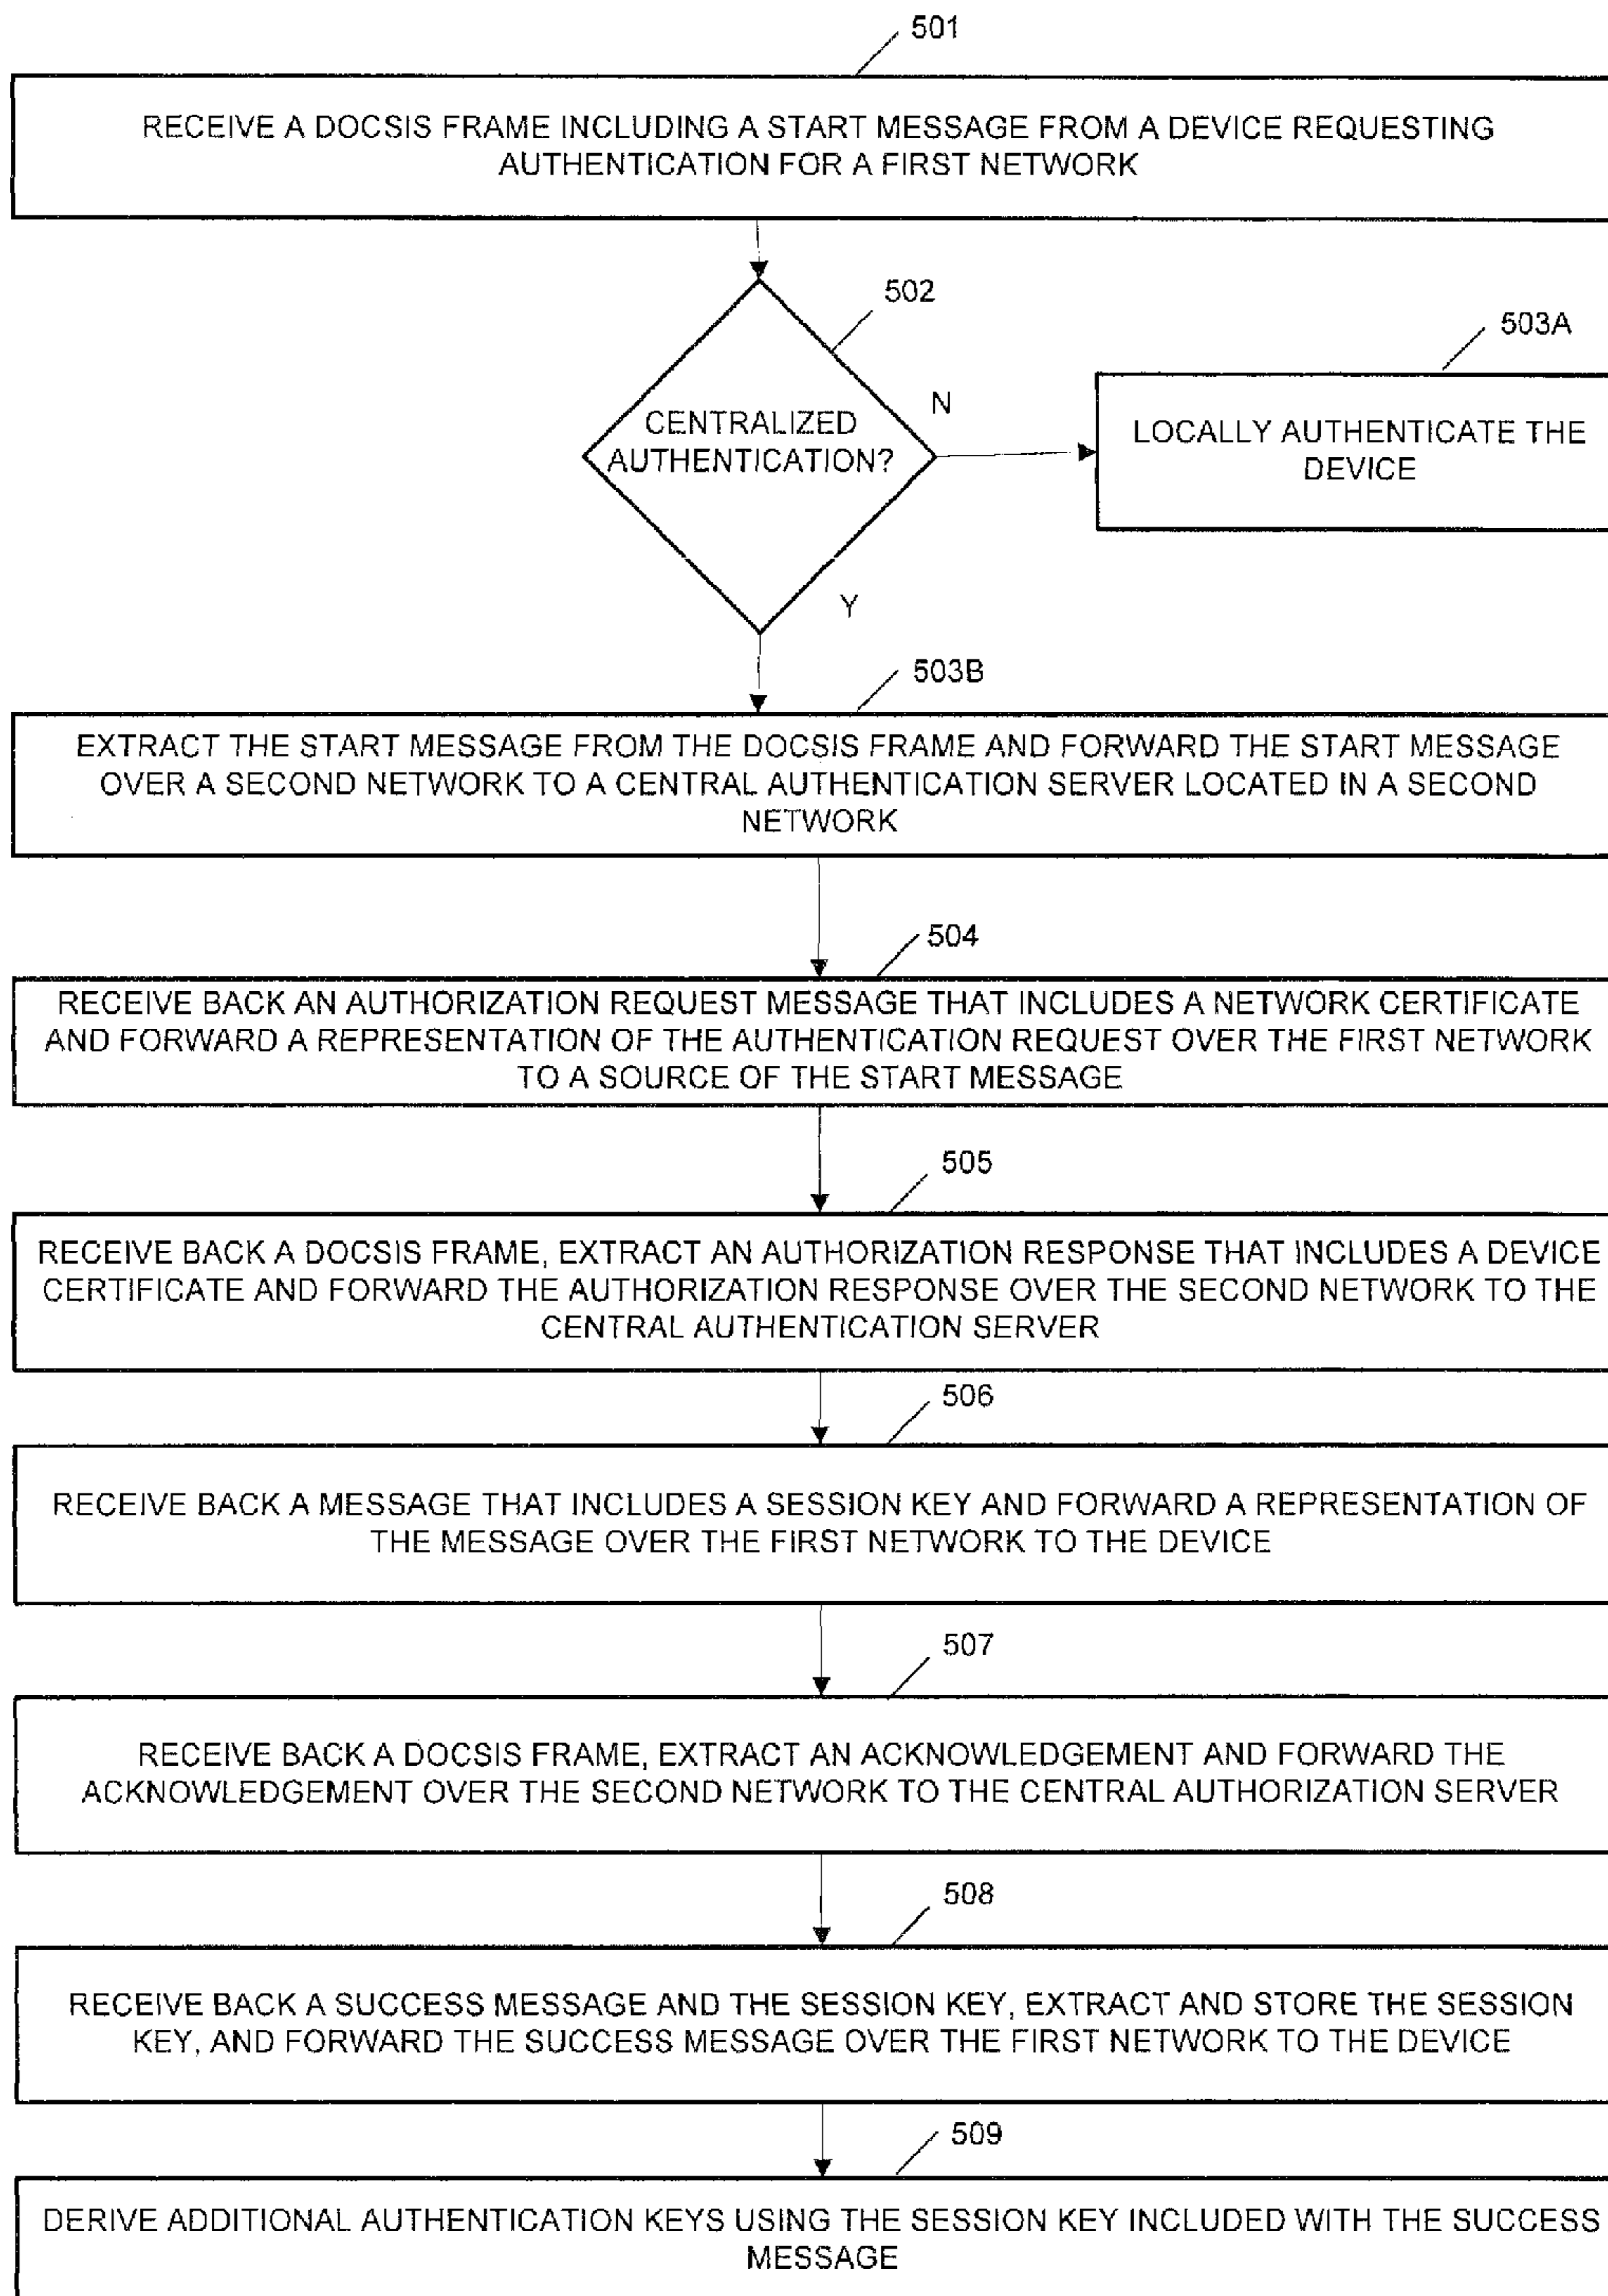 501
RECEIVE A DOCSIS FRAME INCLUDING A START MESSAGE FROM A DEVICE REQUESTING
AUTHENTICATION FOR A FIRST NETWORK
502
503A
CENTRALIZED
AUTHENTICATION?
N
LOCALLY AUTHENTICATE THE
DEVICE
Y
503B
EXTRACT THE START MESSAGE FROM THE DOCSIS FRAME AND FORWARD THE START MESSAGE
OVER A SECOND NETWORK TO A CENTRAL AUTHENTICATION SERVER LOCATED IN A SECOND
NETWORK
504
RECEIVE BACK AN AUTHORIZATION REQUEST MESSAGE THAT INCLUDES A NETWORK CERTIFICATE
AND FORWARD A REPRESENTATION OF THE AUTHENTICATION REQUEST OVER THE FIRST NETWORK
TO A SOURCE OF THE START MESSAGE
505
RECEIVE BACK A DOCSIS FRAME, EXTRACT AN AUTHORIZATION RESPONSE THAT INCLUDES A DEVICE
CERTIFICATE AND FORWARD THE AUTHORIZATION RESPONSE OVER THE SECOND NETWORK TO THE
CENTRAL AUTHENTICATION SERVER
506
RECEIVE BACK A MESSAGE THAT INCLUDES A SESSION KEY AND FORWARD A REPRESENTATION OF
THE MESSAGE OVER THE FIRST NETWORK TO THE DEVICE
507
RECEIVE BACK A DOCSIS FRAME, EXTRACT AN ACKNOWLEDGEMENT AND FORWARD THE
ACKNOWLEDGEMENT OVER THE SECOND NETWORK TO THE CENTRAL AUTHORIZATION SERVER
508
RECEIVE BACK A SUCCESS MESSAGE AND THE SESSION KEY, EXTRACT AND STORE THE SESSION
KEY, AND FORWARD THE SUCCESS MESSAGE OVER THE FIRST NETWORK TO THE DEVICE
509
DERIVE ADDITIONAL AUTHENTICATION KEYS USING THE SESSION KEY INCLUDED WITH THE SUCCESS
MESSAGE